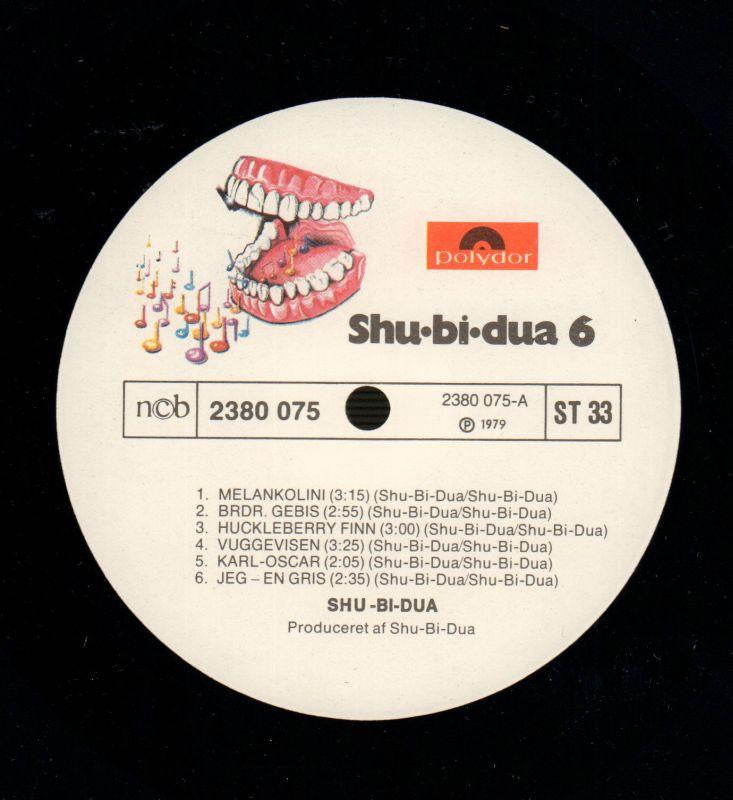 polydor
Shu•bi•dua 6
n©b 2380 075 2380 075-A ST 33
℗ 1979
1. MELANKOLINI (3:15) (Shu-Bi-Dua/Shu-Bi-Dua)
2. BRDR. GEBIS (2:55) (Shu-Bi-Dua/Shu-Bi-Dua)
3. HUCKLEBERRY FINN (3:00) (Shu-Bi-Dua/Shu-Bi-Dua)
4. VUGGEVISEN (3:25) (Shu-Bi-Dua/Shu-Bi-Dua)
5. KARL-OSCAR (2:05) (Shu-Bi-Dua/Shu-Bi-Dua)
6. JEG – EN GRIS (2:35) (Shu-Bi-Dua/Shu-Bi-Dua)
SHU-BI-DUA
Produceret af Shu-Bi-Dua